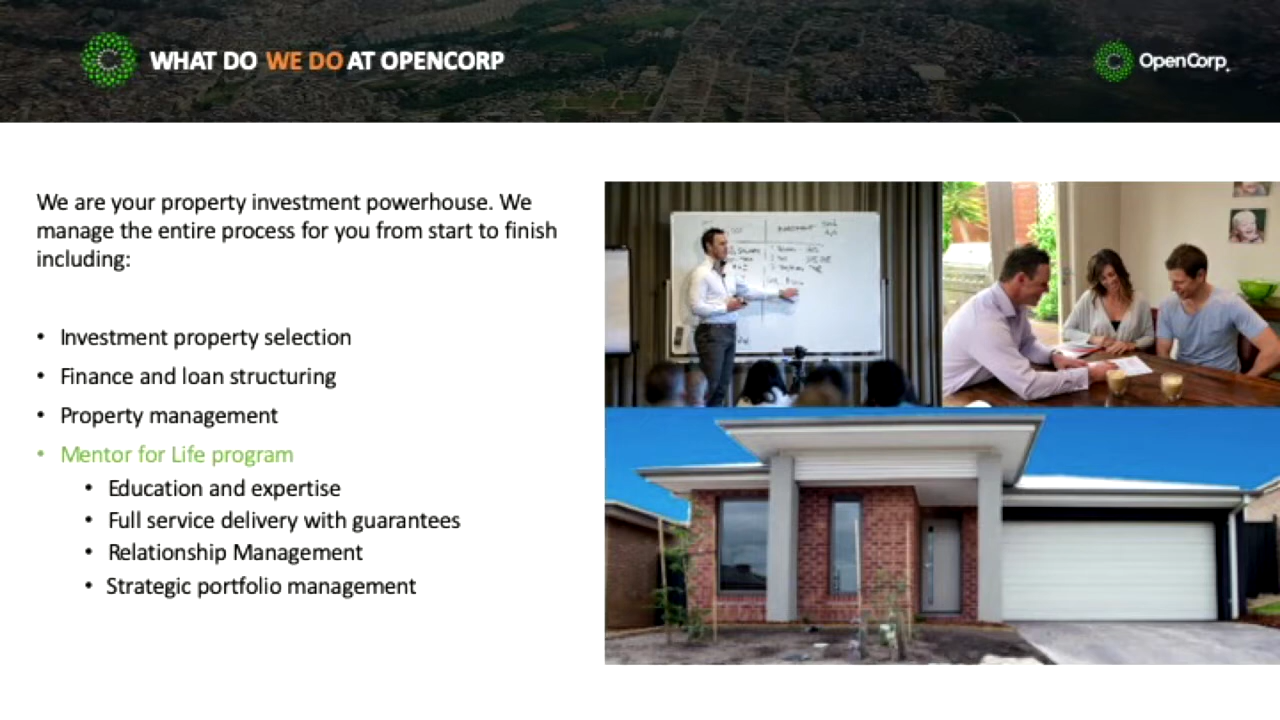 WHAT DO WE DO AT OPENCORP
OpenCorp.
We are your property investment powerhouse. We
manage the entire process for you from start to finish
including:
• Investment property selection
• Finance and loan structuring
• Property management
• Mentor for Life program
• Education and expertise
• Full service delivery with guarantees
• Relationship Management
• Strategic portfolio management